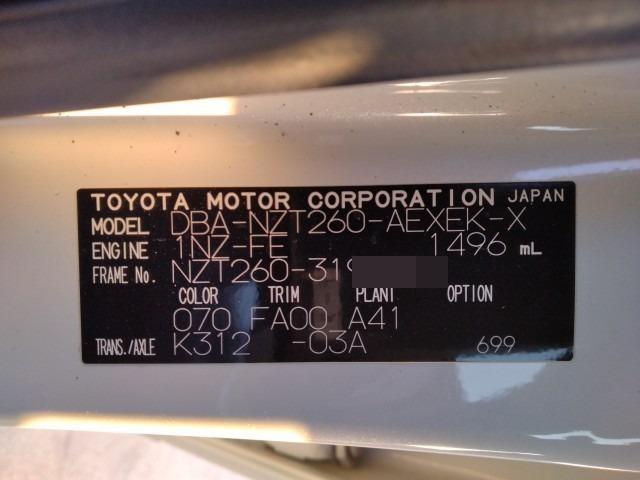 TOYOTA MOTOR CORPORATION JAPAN
MODEL DBA-NZT260-AEXEK-X
ENGINE 1NZ-FE 1496 mL
FRAME No. NZT260-319
COLOR TRIM PLANT OPTION
070 FA00 A41
TRANS./AXLE K312 -03A 699